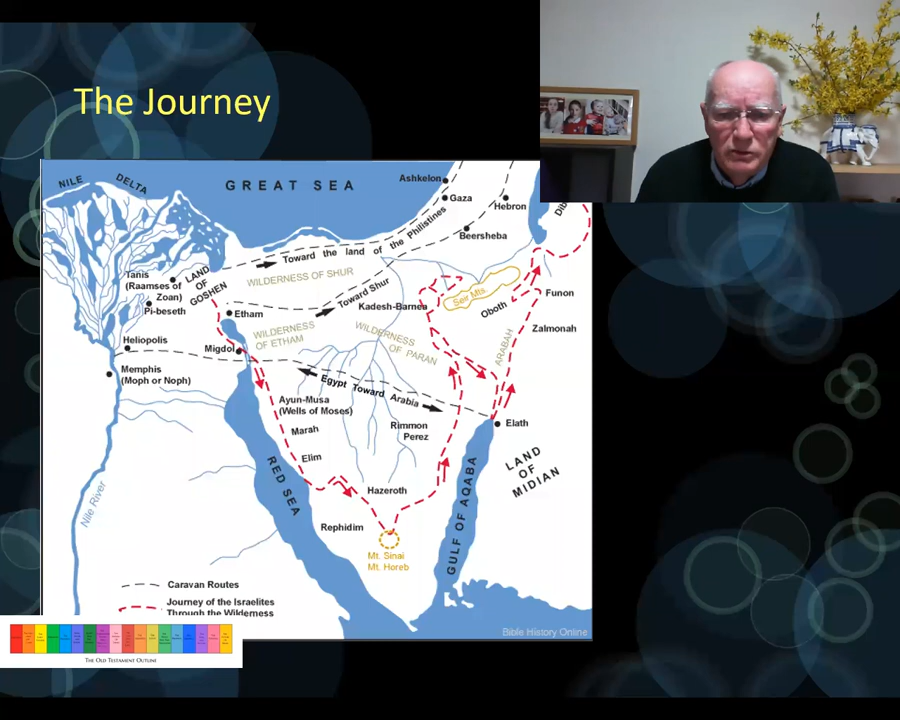 The Journey
NILE DELTA
GREAT SEA
Ashkelon
Gaza
Hebron
Dib
Beersheba
Toward the land of the Philistines
WILDERNESS OF SHUR
Toward Shur
Tanis
(Raamses of
Zoan)
LAND
OF
GOSHEN
Pi-beseth
Etham
Kadesh-Barnea
Seir Mts.
Oboth
Funon
Zalmonah
WILDERNESS
OF ETHAM
WILDERNESS
OF PARAN
ARABAH
Heliopolis
Migdol
Memphis
(Moph or Noph)
Egypt Toward Arabia
Ayun-Musa
(Wells of Moses)
Marah
Elim
Rimmon
Perez
Elath
LAND
OF
MIDIAN
RED SEA
GULF OF AQABA
Nile River
Hazeroth
Rephidim
Mt. Sinai
Mt. Horeb
Caravan Routes
Journey of the Israelites
Through the Wilderness
Bible History Online
THE OLD TESTAMENT OUTLINE